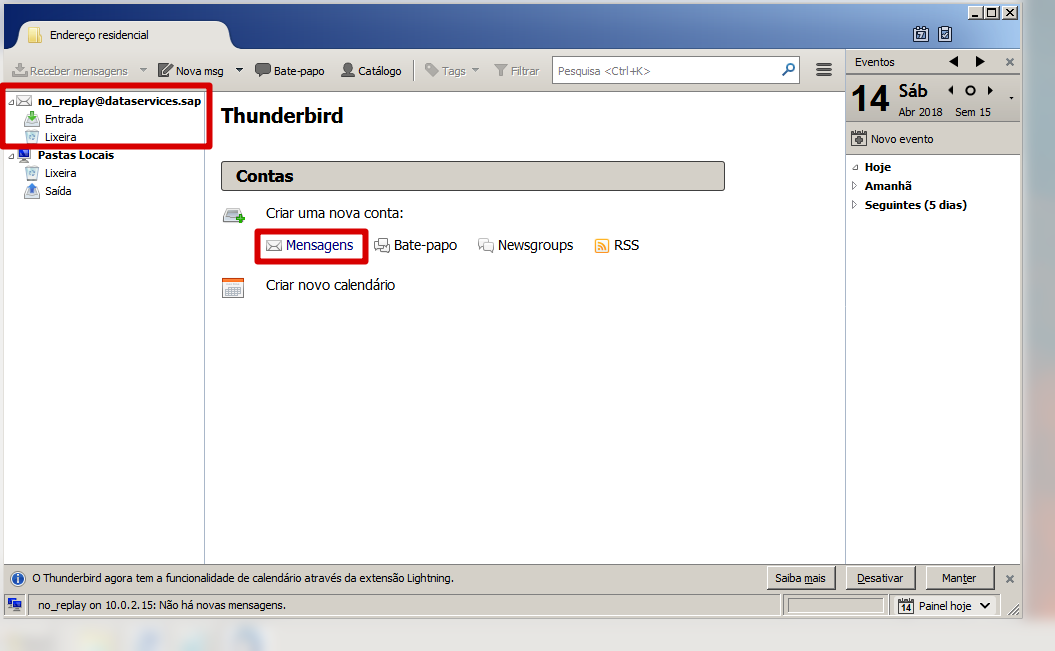 Endereço residencial
Receber mensagens Nova msg Bate-papo Catálogo Tags Filtrar Pesquisa <Ctrl+K>
no_replay@dataservices.sap
Entrada
Lixeira
Pastas Locais
Lixeira
Saída
Thunderbird
Contas
Criar uma nova conta:
Mensagens Bate-papo Newsgroups RSS
Criar novo calendário
Eventos
14 Sáb
Abr 2018 Sem 15
Novo evento
Hoje
Amanhã
Seguintes (5 dias)
O Thunderbird agora tem a funcionalidade de calendário através da extensão Lightning. Saiba mais Desativar Manter
no_replay on 10.0.2.15: Não há novas mensagens. 14 Painel hoje